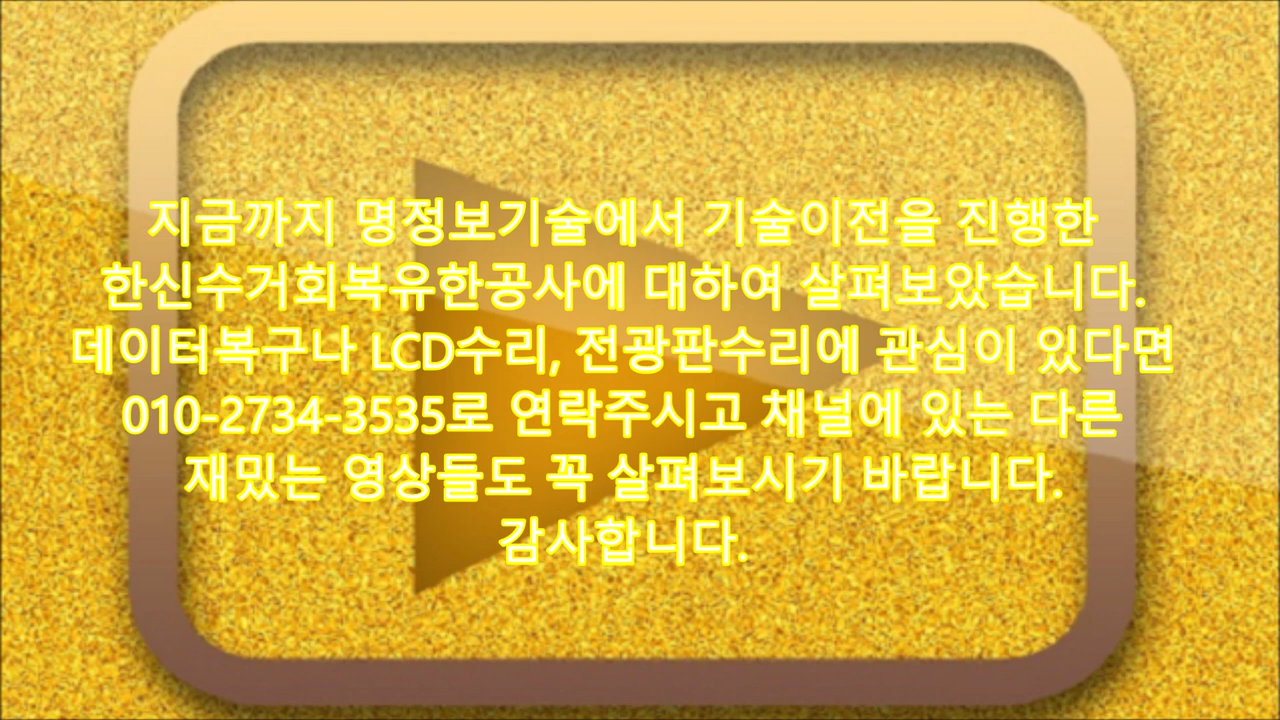 지금까지 명정보기술에서 기술이전을 진행한
한신수거회복유한공사에 대하여 살펴보았습니다.
데이터복구나 LCD수리, 전광판수리에 관심이 있다면
010-2734-3535로 연락주시고 채널에 있는 다른
재밌는 영상들도 꼭 살펴보시기 바랍니다.
감사합니다.